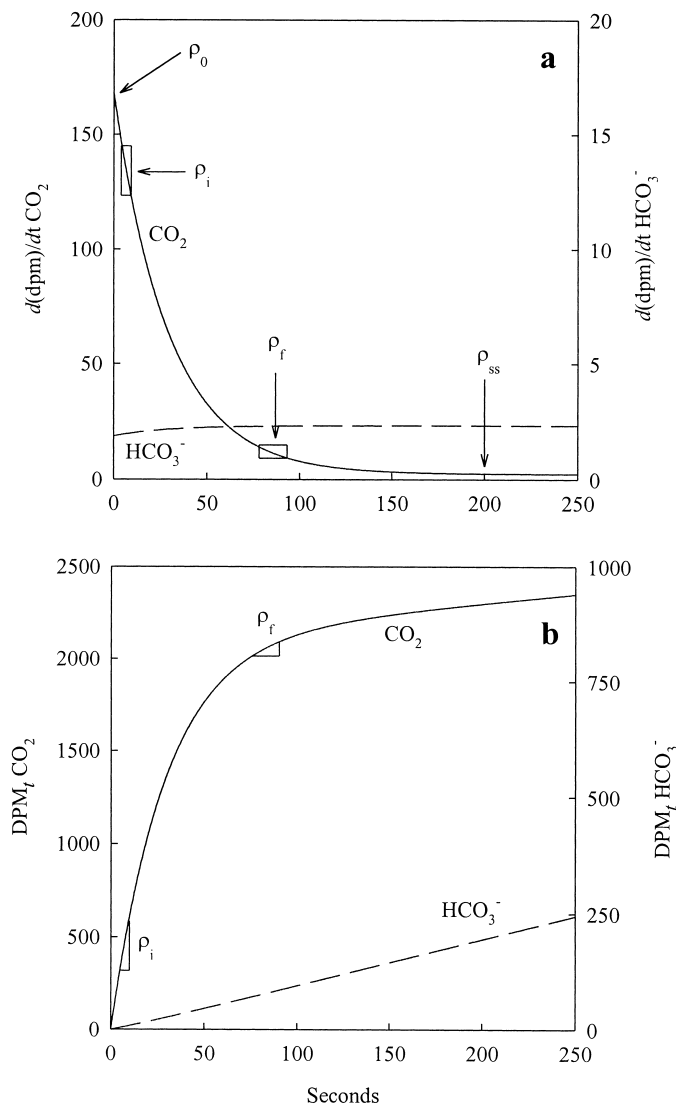 a
200
150
100
50
0
20
15
10
5
0
d(dpm)/dt CO₂
d(dpm)/dt HCO₃⁻
ρ₀
ρᵢ
CO₂
ρf
ρss
HCO₃⁻
0 50 100 150 200 250
b
2500
2000
1500
1000
500
0
1000
750
500
250
0
DPMₜ CO₂
DPMₜ HCO₃⁻
ρf
CO₂
HCO₃⁻
ρᵢ
0 50 100 150 200 250
Seconds